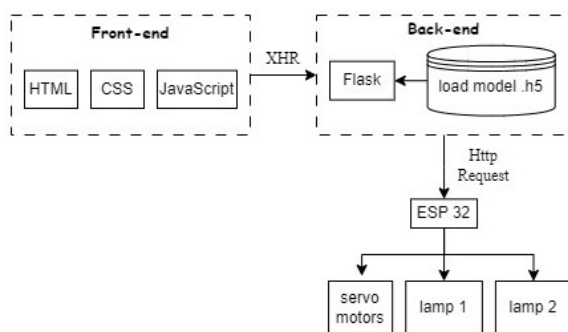 Front-end
HTML
CSS
JavaScript
XHR
Back-end
Flask
load model .h5
Http
Request
ESP 32
servo
motors
lamp 1
lamp 2